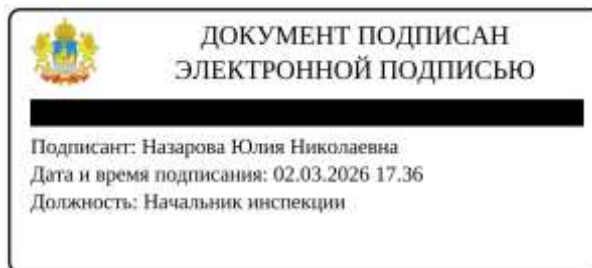 ДОКУМЕНТ ПОДПИСАН
ЭЛЕКТРОННОЙ ПОДПИСЬЮ
Подписант: Назарова Юлия Николаевна
Дата и время подписания: 02.03.2026 17.36
Должность: Начальник инспекции